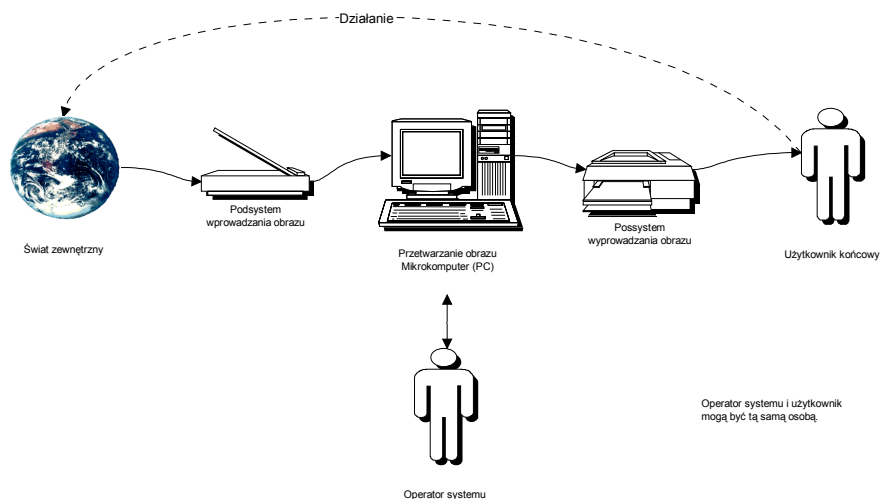 Działanie
Świat zewnętrzny
Podsystem
wprowadzania obrazu
Przetwarzanie obrazu
Mikrokomputer (PC)
Possystem
wyprowadzania obrazu
Użytkownik końcowy
Operator systemu i użytkownik
mogą być tą samą osobą.
Operator systemu